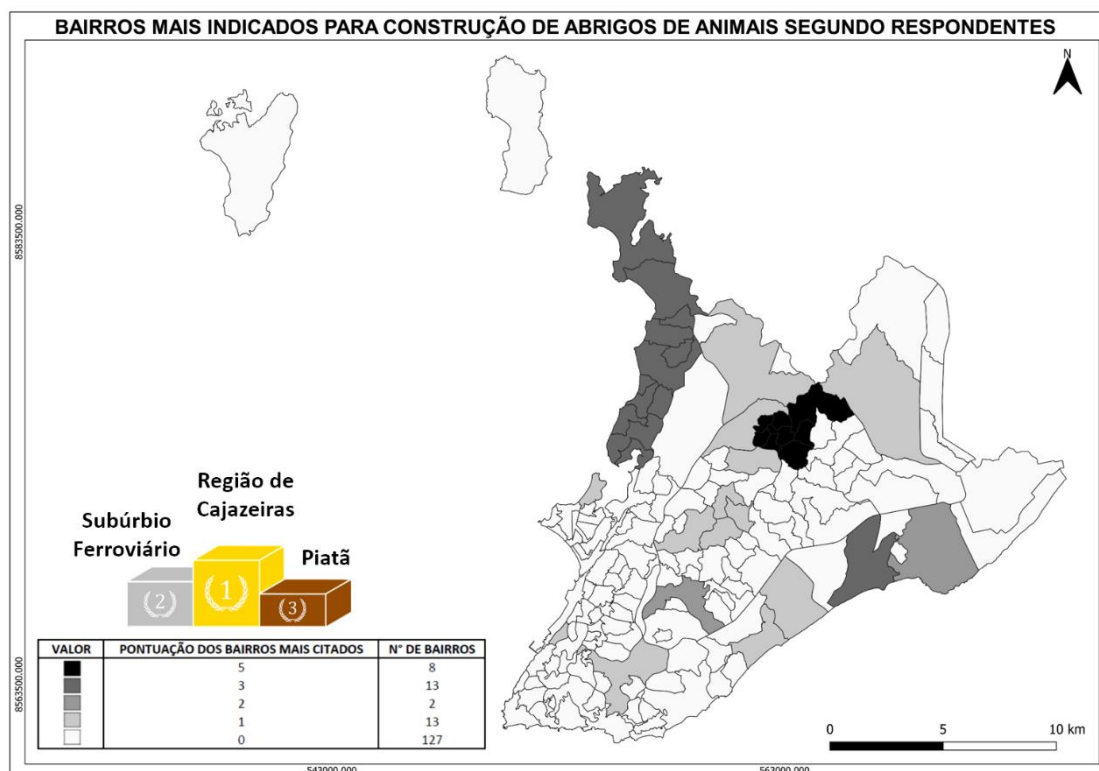 BAIRROS MAIS INDICADOS PARA CONSTRUÇÃO DE ABRIGOS DE ANIMAIS SEGUNDO RESPONDENTES
N
8583500.000
Região de
Cajazeiras
Subúrbio
Ferroviário
Piatã
1
2
3
VALOR PONTUAÇÃO DOS BAIRROS MAIS CITADOS N° DE BAIRROS
5 8
3 13
2 2
1 13
0 127
8563500.000
0 5 10 km
543000.000 563000.000